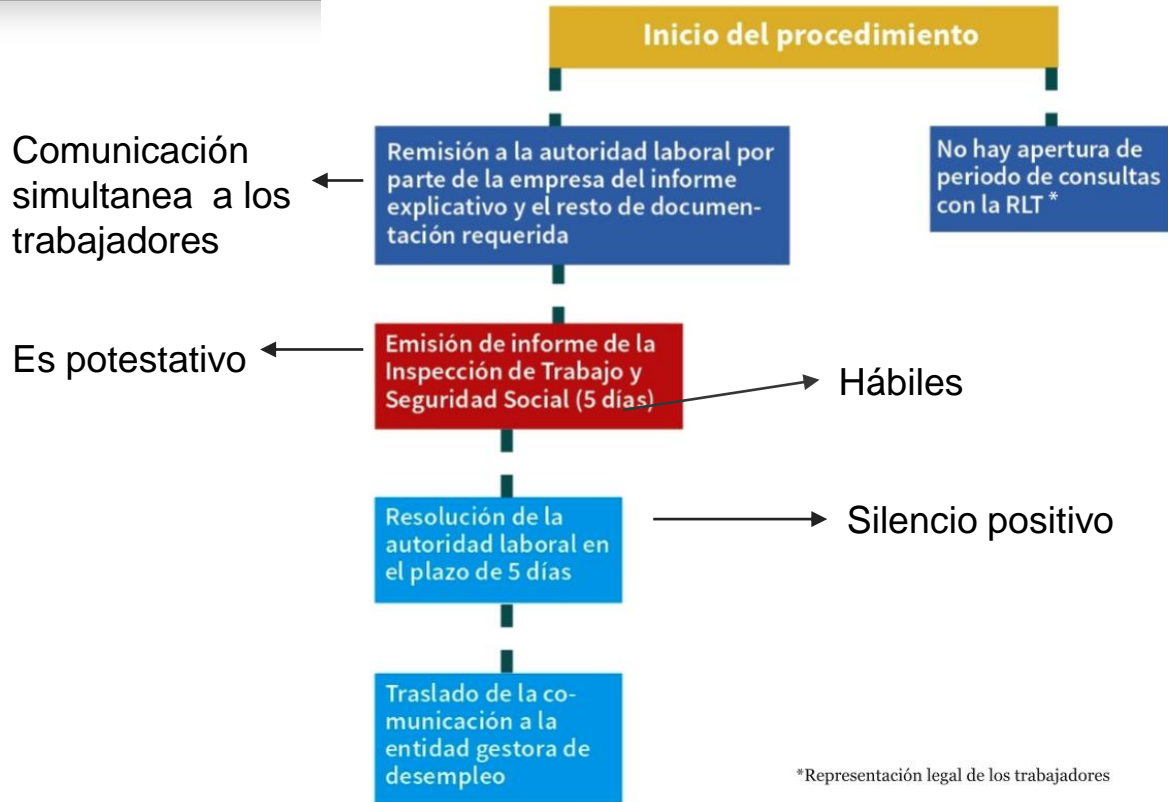 Inicio del procedimiento
Comunicación
simultanea a los
trabajadores
Remisión a la autoridad laboral por
parte de la empresa del informe
explicativo y el resto de documen-
tación requerida
No hay apertura de
periodo de consultas
con la RLT *
Es potestativo
Emisión de informe de la
Inspección de Trabajo y
Seguridad Social (5 días)
Hábiles
Resolución de la
autoridad laboral en
el plazo de 5 días
Silencio positivo
Traslado de la co-
municación a la
entidad gestora de
desempleo
*Representación legal de los trabajadores